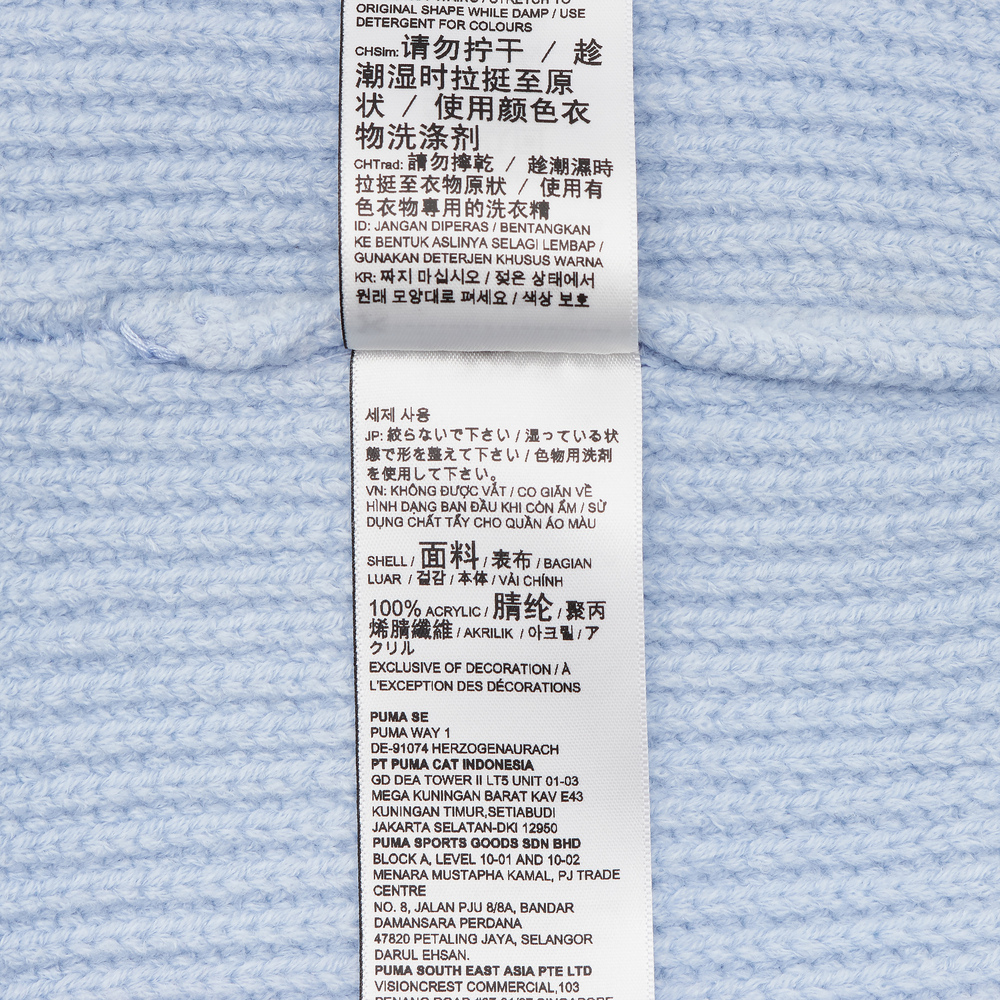 ORIGINAL SHAPE WHILE DAMP / USE
DETERGENT FOR COLOURS
CHSim: 请勿拧干 / 趁
潮湿时拉挺至原
状 / 使用颜色衣
物洗涤剂
CHTrad: 請勿擰乾 / 趁潮濕時
拉挺至衣物原狀 / 使用有
色衣物專用的洗衣精
ID: JANGAN DIPERAS / BENTANGKAN
KE BENTUK ASLINYA SELAGI LEMBAP /
GUNAKAN DETERJEN KHUSUS WARNA
KR: 짜지 마십시오 / 젖은 상태에서
원래 모양대로 펴세요 / 색상 보호
세제 사용
JP: 絞らないで下さい / 湿っている状
態で形を整えて下さい / 色物用洗剤
を使用して下さい。
VN: KHÔNG ĐƯỢC VẮT / CO GIÃN VỀ
HÌNH DẠNG BAN ĐẦU KHI CÒN ẨM / SỬ
DỤNG CHẤT TẨY CHO QUẦN ÁO MÀU
SHELL / 面料 / 表布 / BAGIAN
LUAR / 겉감 / 本体 / VẢI CHÍNH
100% ACRYLIC / 腈纶 / 聚丙
烯腈纖維 / AKRILIK / 아크릴 / ア
クリル
EXCLUSIVE OF DECORATION / À
L'EXCEPTION DES DÉCORATIONS
PUMA SE
PUMA WAY 1
DE-91074 HERZOGENAURACH
PT PUMA CAT INDONESIA
GD DEA TOWER II LT5 UNIT 01-03
MEGA KUNINGAN BARAT KAV E43
KUNINGAN TIMUR,SETIABUDI
JAKARTA SELATAN-DKI 12950
PUMA SPORTS GOODS SDN BHD
BLOCK A, LEVEL 10-01 AND 10-02
MENARA MUSTAPHA KAMAL, PJ TRADE
CENTRE
NO. 8, JALAN PJU 8/8A, BANDAR
DAMANSARA PERDANA
47820 PETALING JAYA, SELANGOR
DARUL EHSAN.
PUMA SOUTH EAST ASIA PTE LTD
VISIONCREST COMMERCIAL,103